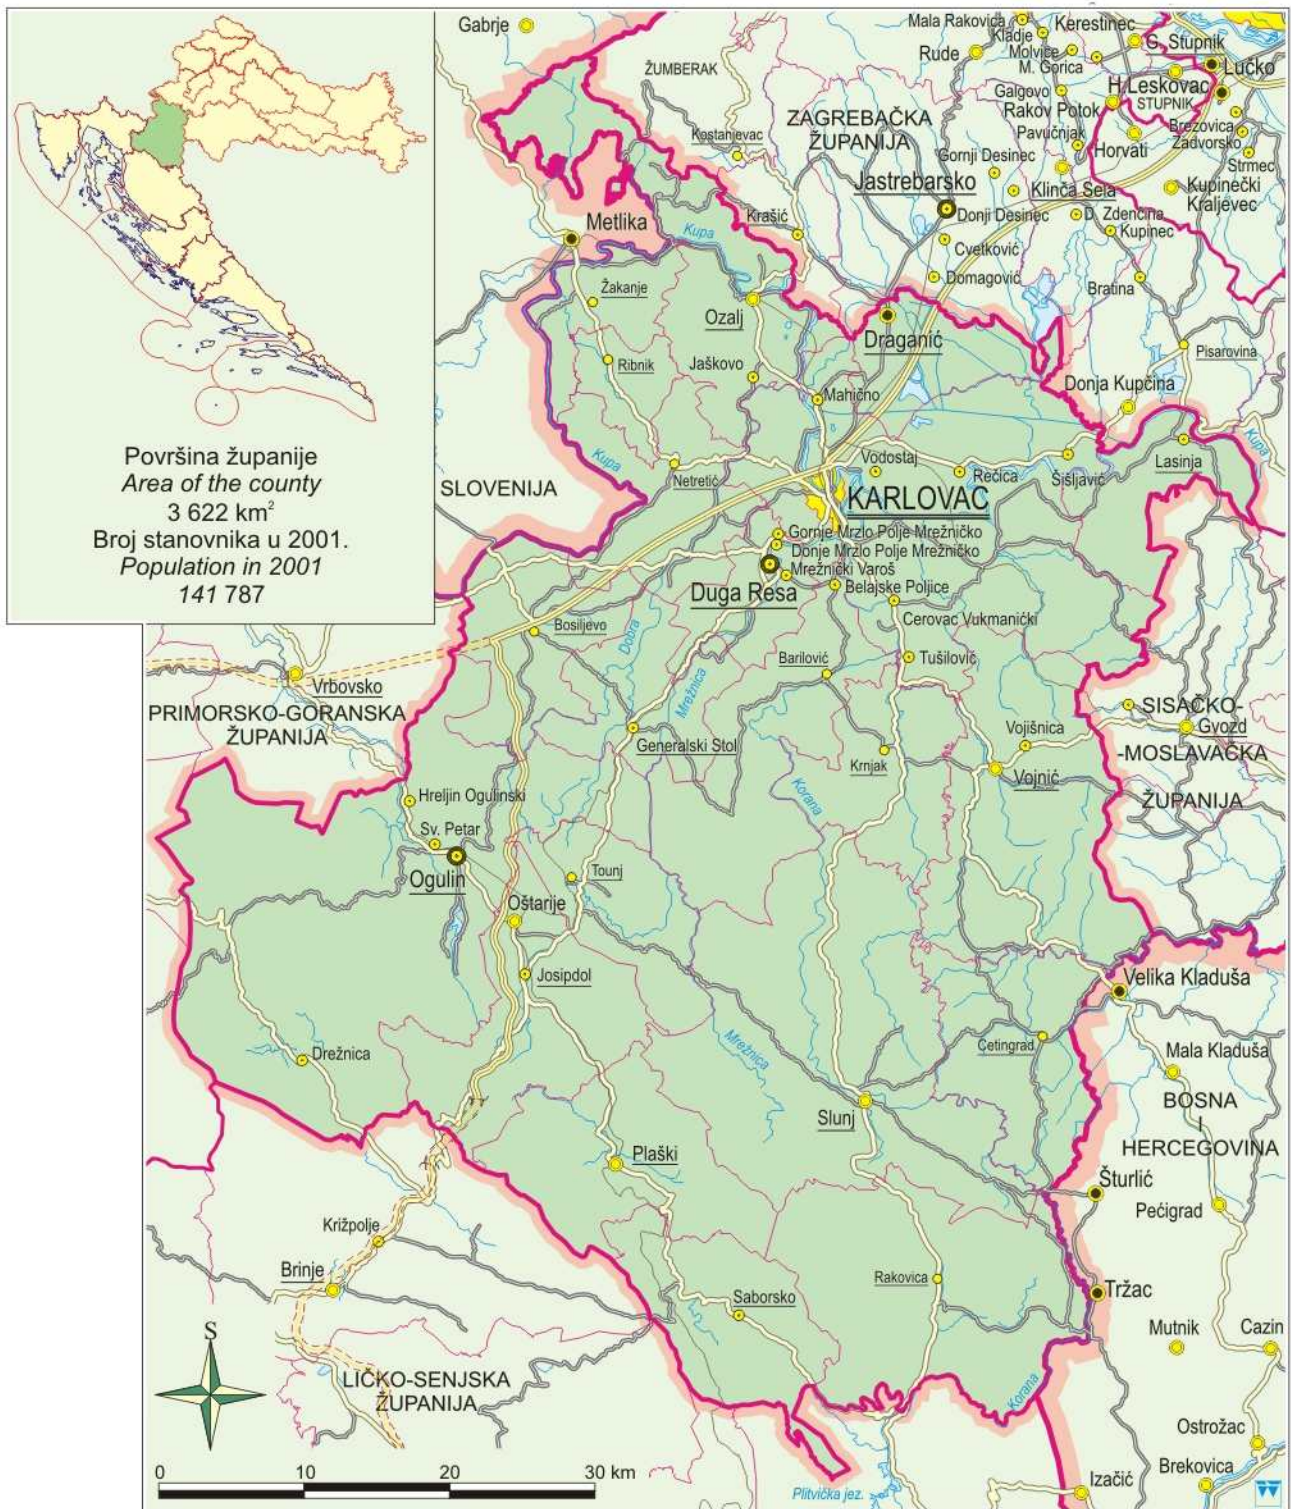 Površina županije
Area of the county
3 622 km²
Broj stanovnika u 2001.
Population in 2001
141 787
Gabrje
ŽUMBERAK
Kostanjevac
Rude
Mala Rakovica
Kladje
Molvice
M. Gorica
Kerestinec
G. Stupnik
Lučko
H.Leskovac
STUPNIK
Galgovo
Rakov Potok
Pavučnjak
Brezovica
Zadvorsko
Strmec
Horvati
ZAGREBAČKA
ŽUPANIJA
Gornji Desinec
Jastrebarsko
Klinča Sela
Kupinečki
Kraljevec
Donji Desinec
D. Zdenčina
Kupinec
Cvetković
Domagović
Bratina
Krašić
Metlika
Kupa
Žakanje
Ozalj
Draganić
Pisarovina
Ribnik
Jaškovo
Mahično
Donja Kupčina
Kupa
Kupa
SLOVENIJA
Netretić
Vodostaj
Rečica
Šišljavić
Lasinja
KARLOVAC
Gornje Mrzlo Polje Mrežničko
Donje Mrzlo Polje Mrežničko
Mrežnički Varoš
Duga Resa
Belajske Poljice
Cerovac Vukmanićki
Bosiljevo
Dobra
Barilović
Tušilović
Mrežnica
Vrbovsko
PRIMORSKO-GORANSKA
ŽUPANIJA
Generalski Stol
Vojišnica
Krnjak
Vojnić
SISAČKO-
Gvozd
-MOSLAVAČKA
ŽUPANIJA
Korana
Hreljin Ogulinski
Sv. Petar
Ogulin
Tounj
Oštarije
Josipdol
Velika Kladuša
Drežnica
Mrežnica
Cetingrad
Mala Kladuša
Slunj
BOSNA
I
HERCEGOVINA
Plaški
Šturlić
Pećigrad
Križpolje
Brinje
Rakovica
Saborsko
Tržac
Mutnik
Cazin
S
LIČKO-SENJSKA
ŽUPANIJA
Korana
Ostrožac
Brekovica
Izačić
Plitvička jez.
0 10 20 30 km